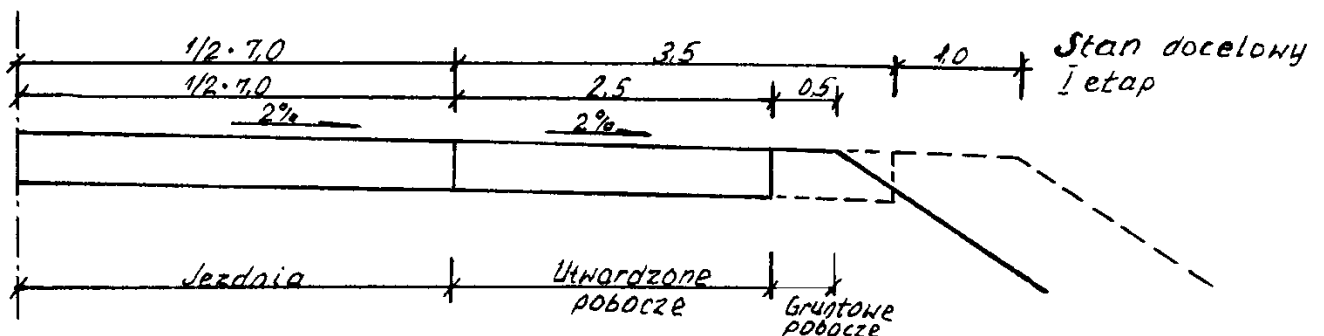 1/2·7,0 3,5 1,0 Stan docelowy
1/2·7,0 2,5 0,5 I etap
2% 2%
Jezdnia Utwardzone pobocze Gruntowe pobocze